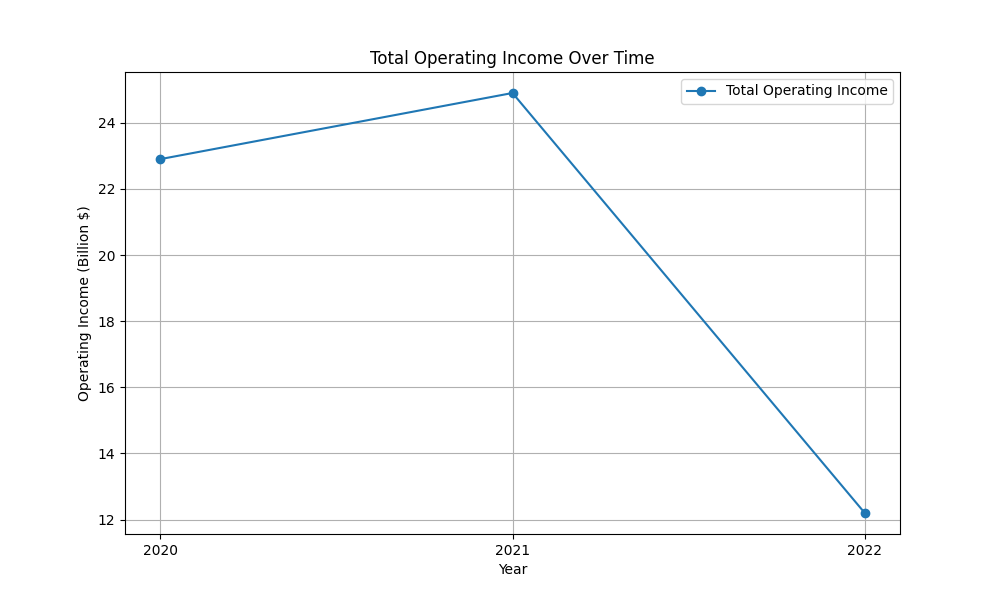 Total Operating Income Over Time
Total Operating Income
Operating Income (Billion $)
24
22
20
18
16
14
12
2020
2021
2022
Year